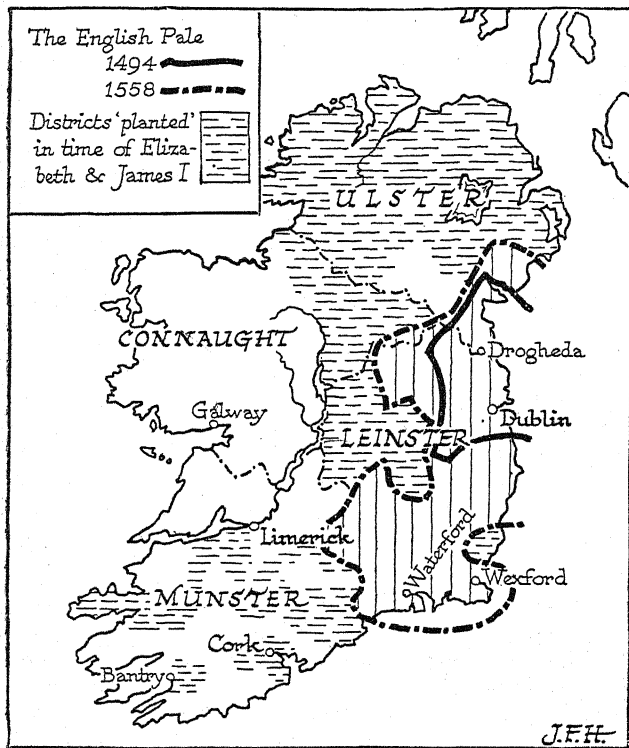 The English Pale
1494
1558
Districts 'planted'
in time of Eliza-
beth & James I
ULSTER
CONNAUGHT
Drogheda
Galway
Dublin
LEINSTER
Limerick
Waterford
Wexford
MUNSTER
Cork
Bantry
J.F.H.